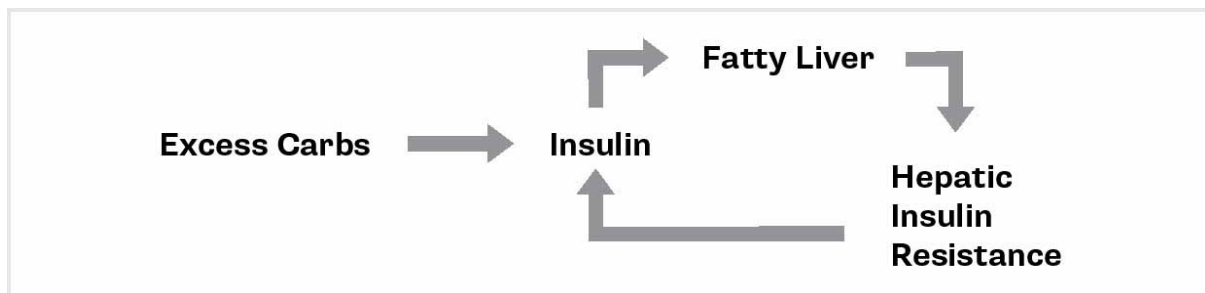 Fatty Liver
Excess Carbs
Insulin
Hepatic
Insulin
Resistance